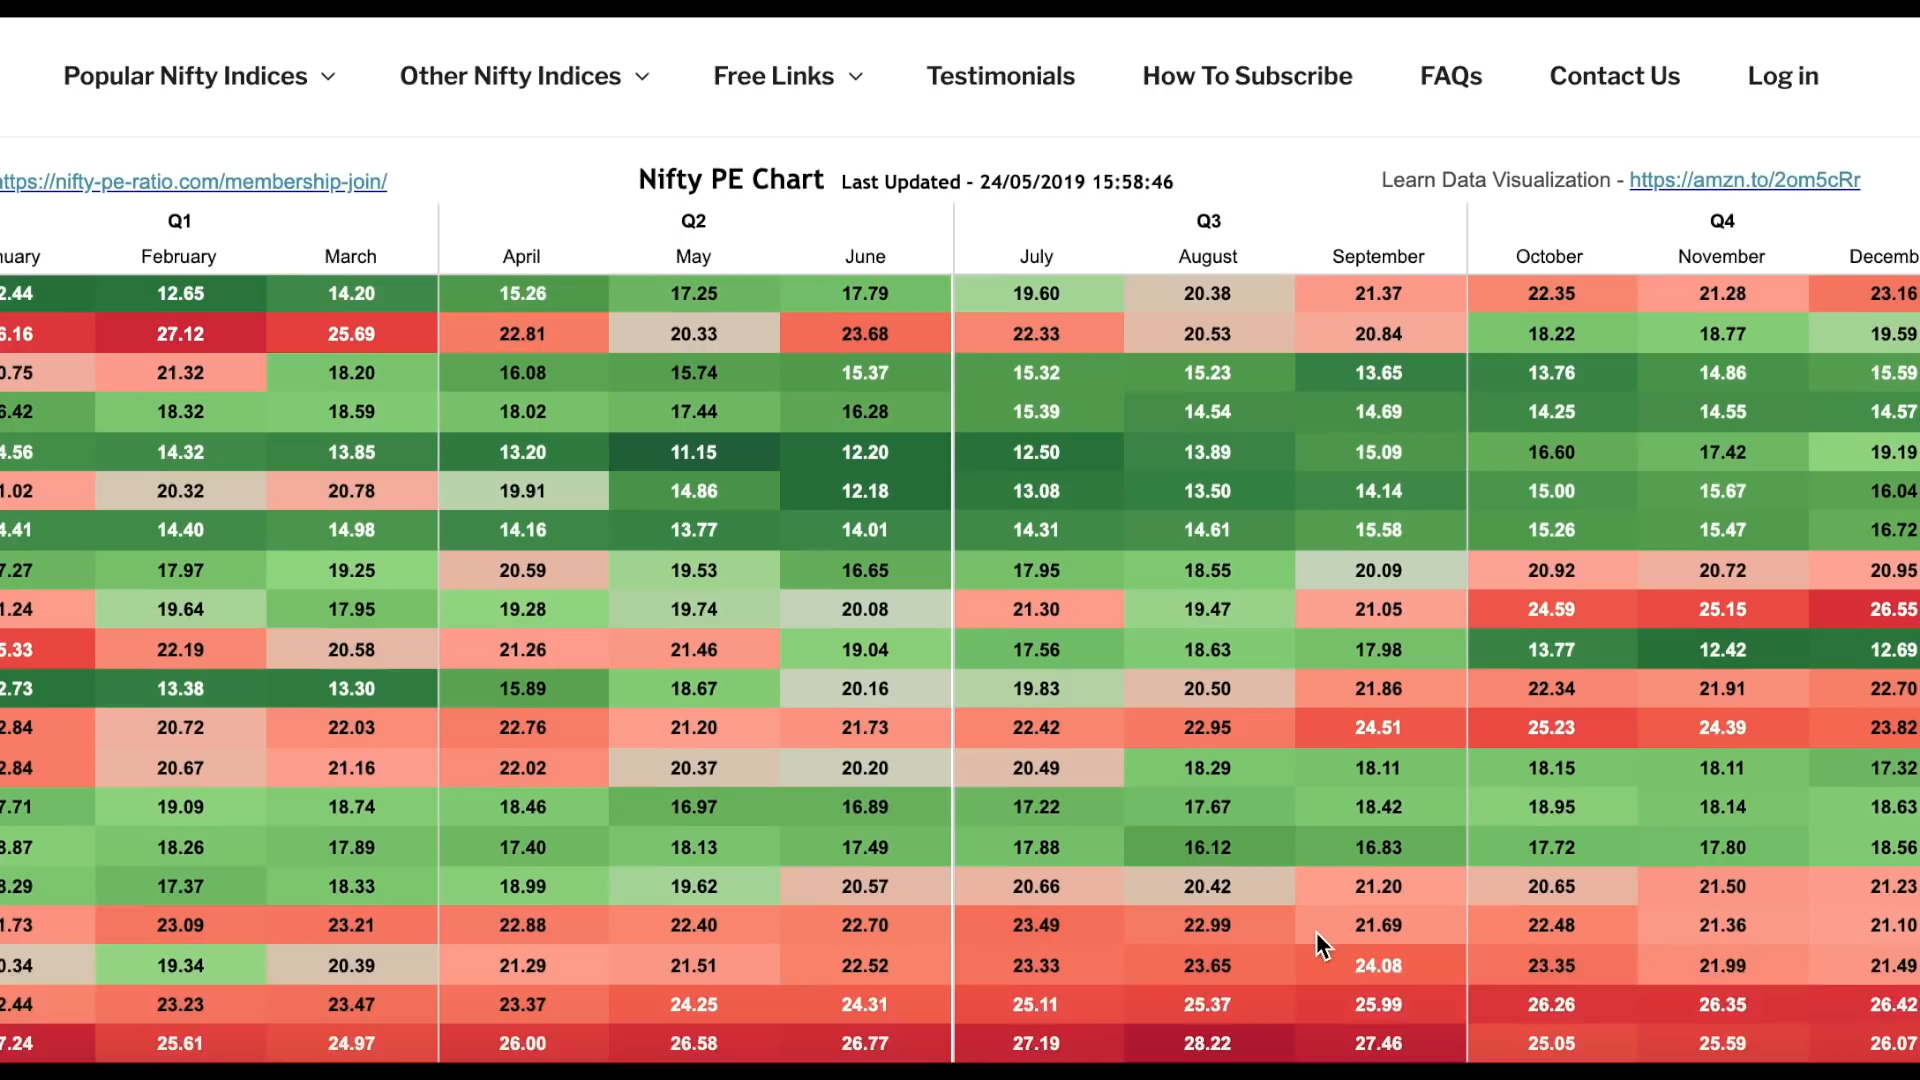 Popular Nifty Indices Other Nifty Indices Free Links Testimonials How To Subscribe FAQs Contact Us Log in
https://nifty-pe-ratio.com/membership-join/ Nifty PE Chart Last Updated - 24/05/2019 15:58:46 Learn Data Visualization - https://amzn.to/2om5cRr
Q1 Q2 Q3 Q4
nuary February March April May June July August September October November Decemb
2.44 12.65 14.20 15.26 17.25 17.79 19.60 20.38 21.37 22.35 21.28 23.16
6.16 27.12 25.69 22.81 20.33 23.68 22.33 20.53 20.84 18.22 18.77 19.59
0.75 21.32 18.20 16.08 15.74 15.37 15.32 15.23 13.65 13.76 14.86 15.59
6.42 18.32 18.59 18.02 17.44 16.28 15.39 14.54 14.69 14.25 14.55 14.57
4.56 14.32 13.85 13.20 11.15 12.20 12.50 13.89 15.09 16.60 17.42 19.19
1.02 20.32 20.78 19.91 14.86 12.18 13.08 13.50 14.14 15.00 15.67 16.04
4.41 14.40 14.98 14.16 13.77 14.01 14.31 14.61 15.58 15.26 15.47 16.72
7.27 17.97 19.25 20.59 19.53 16.65 17.95 18.55 20.09 20.92 20.72 20.95
1.24 19.64 17.95 19.28 19.74 20.08 21.30 19.47 21.05 24.59 25.15 26.55
5.33 22.19 20.58 21.26 21.46 19.04 17.56 18.63 17.98 13.77 12.42 12.69
2.73 13.38 13.30 15.89 18.67 20.16 19.83 20.50 21.86 22.34 21.91 22.70
2.84 20.72 22.03 22.76 21.20 21.73 22.42 22.95 24.51 25.23 24.39 23.82
2.84 20.67 21.16 22.02 20.37 20.20 20.49 18.29 18.11 18.15 18.11 17.32
7.71 19.09 18.74 18.46 16.97 16.89 17.22 17.67 18.42 18.95 18.14 18.63
8.87 18.26 17.89 17.40 18.13 17.49 17.88 16.12 16.83 17.72 17.80 18.56
8.29 17.37 18.33 18.99 19.62 20.57 20.66 20.42 21.20 20.65 21.50 21.23
1.73 23.09 23.21 22.88 22.40 22.70 23.49 22.99 21.69 22.48 21.36 21.10
0.34 19.34 20.39 21.29 21.51 22.52 23.33 23.65 24.08 23.35 21.99 21.49
2.44 23.23 23.47 23.37 24.25 24.31 25.11 25.37 25.99 26.26 26.35 26.42
7.24 25.61 24.97 26.00 26.58 26.77 27.19 28.22 27.46 25.05 25.59 26.07